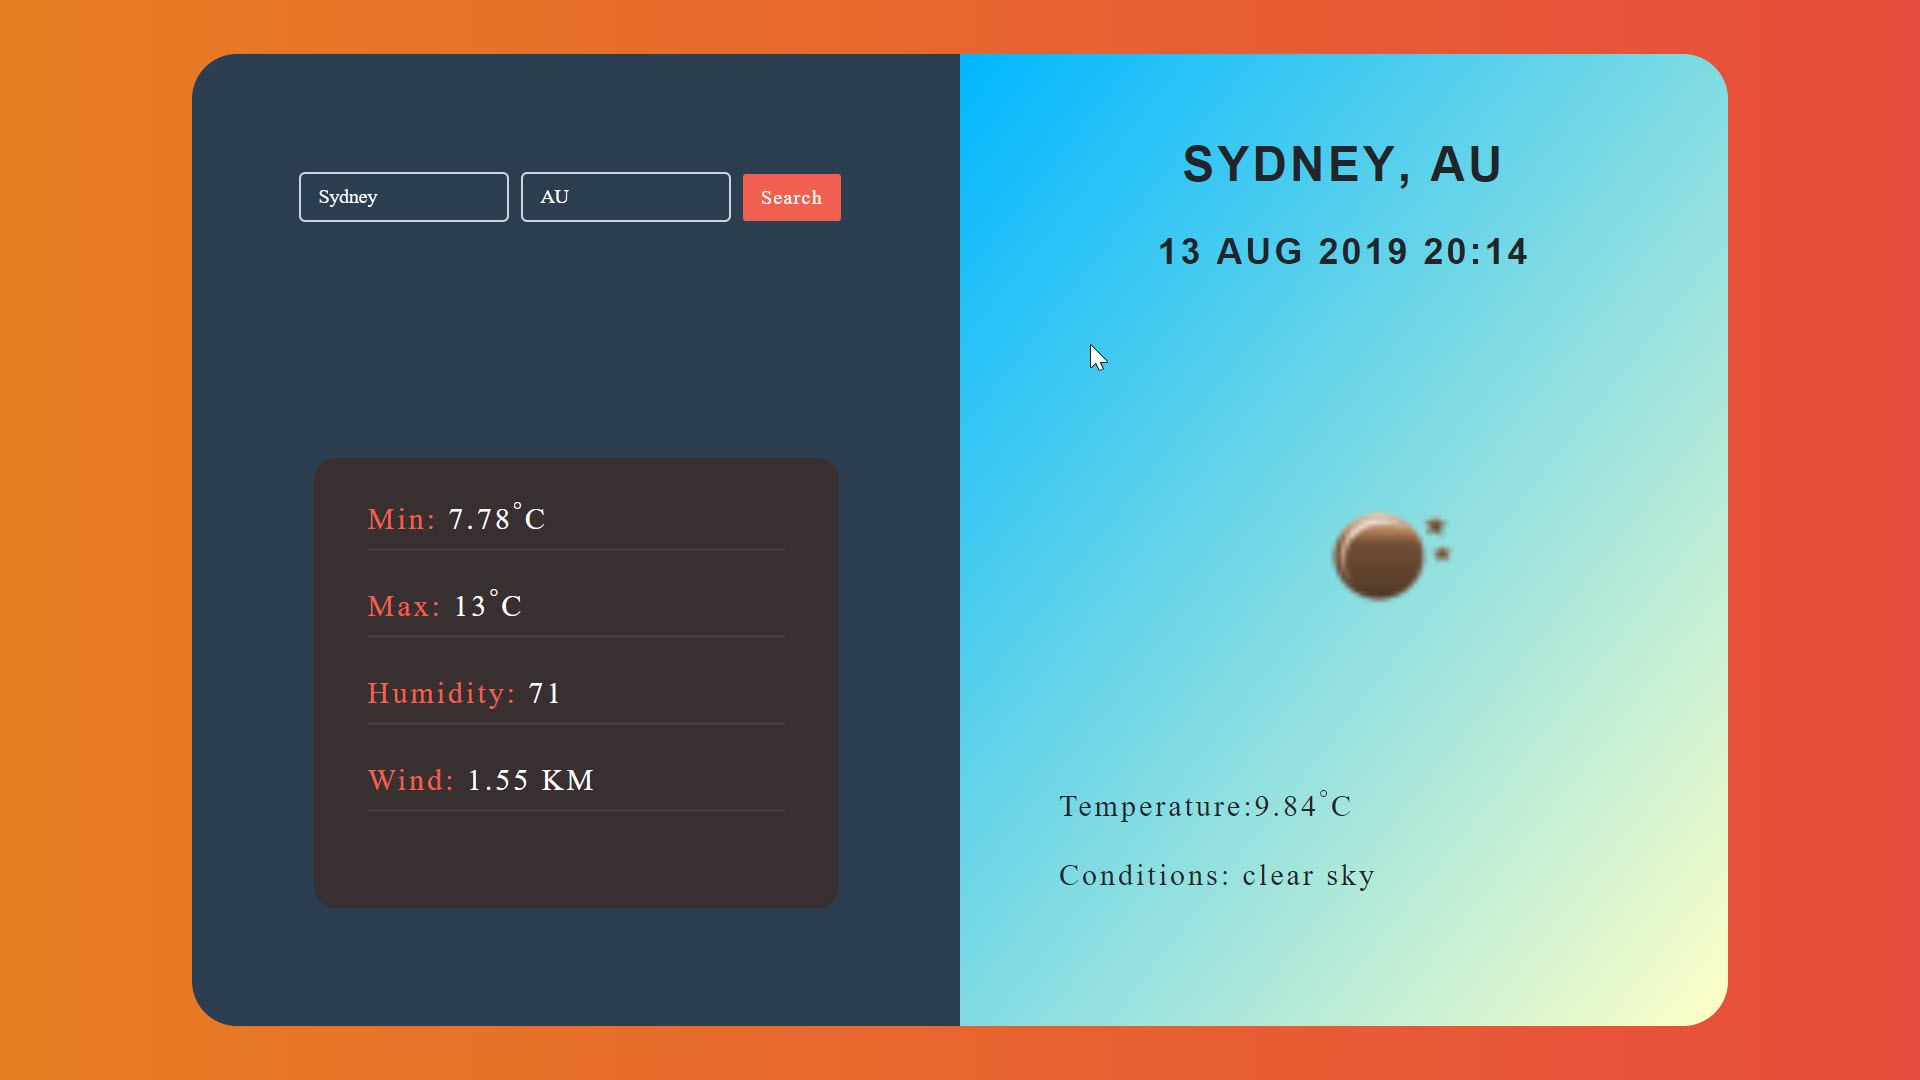 Sydney AU Search
Min: 7.78°C
Max: 13°C
Humidity: 71
Wind: 1.55 KM
SYDNEY, AU
13 AUG 2019 20:14
Temperature:9.84°C
Conditions: clear sky